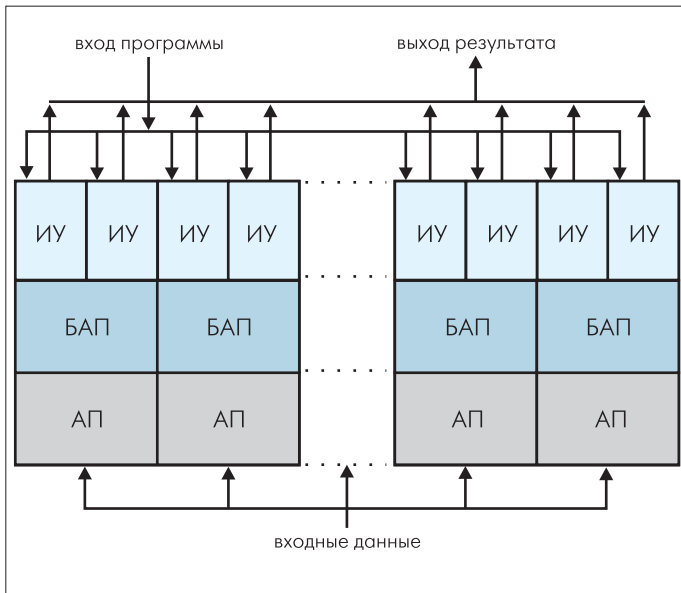 вход программы выход результата
ИУ ИУ ИУ ИУ ИУ ИУ ИУ ИУ
БАП БАП БАП БАП
АП АП АП АП
входные данные